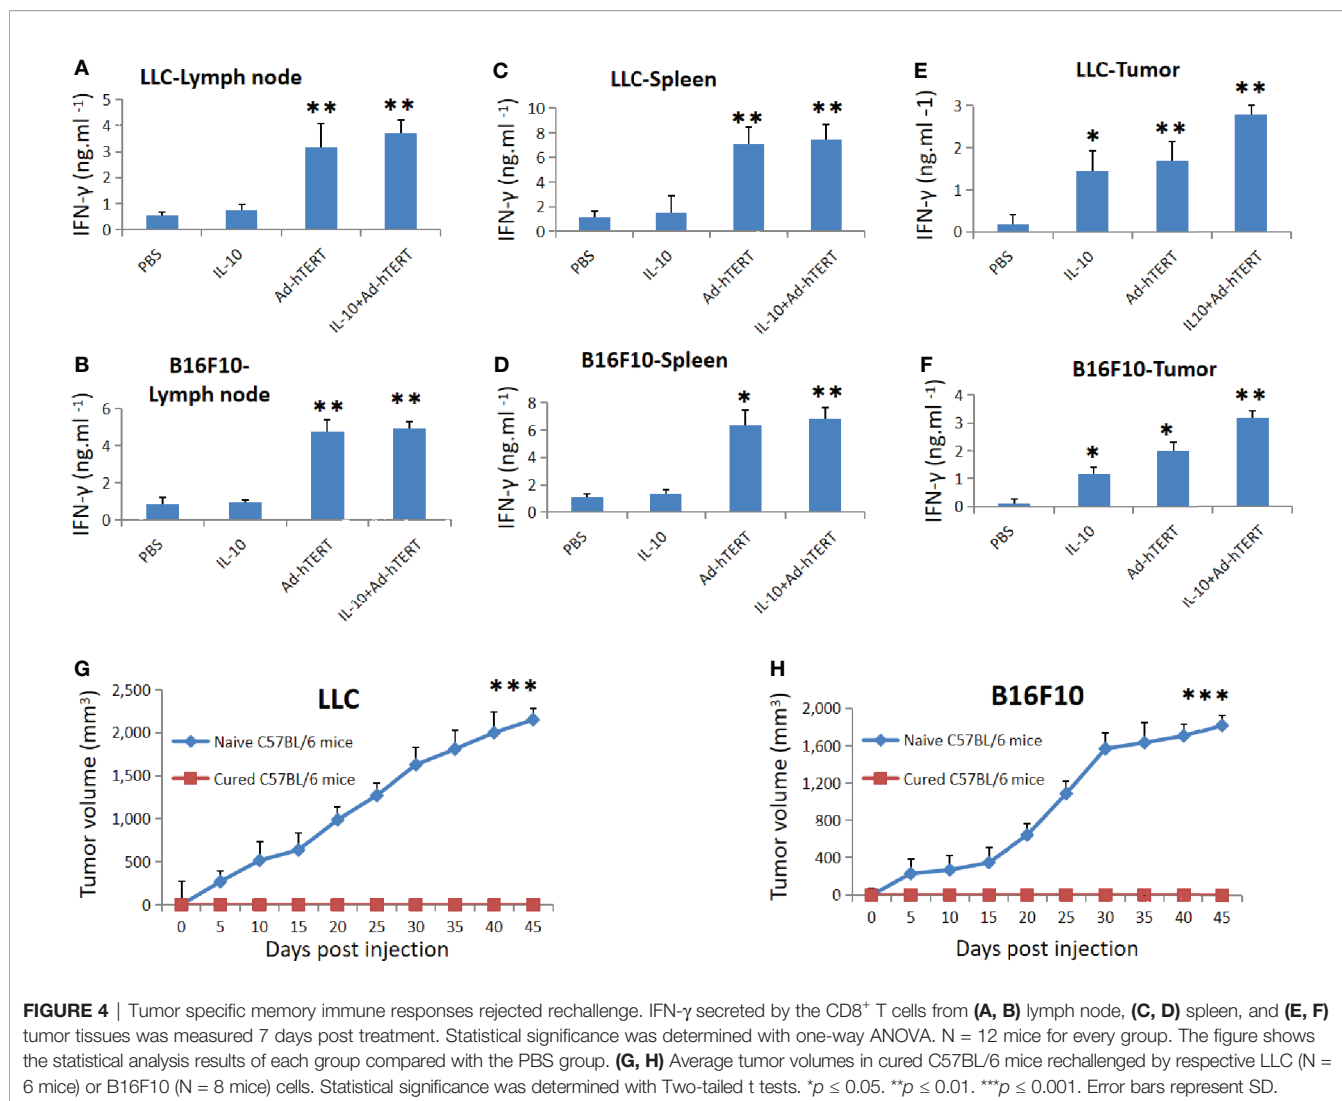 A
LLC-Lymph node
IFN-γ (ng.ml -1)
5
4
3
2
1
0
**
**
PBS
IL-10
Ad-hTERT
IL-10+Ad-hTERT
C
LLC-Spleen
IFN-γ (ng.ml -1)
10
8
6
4
2
0
**
**
PBS
IL-10
Ad-hTERT
IL-10+Ad-hTERT
E
LLC-Tumor
IFN-γ (ng.ml -1)
3
2
1
0
*
**
**
PBS
IL-10
Ad-hTERT
IL10+Ad-hTERT
B
B16F10-
Lymph node
IFN-γ (ng.ml -1)
6
4
2
0
**
**
PBS
IL-10
Ad-hTERT
IL-10+Ad-hTERT
D
B16F10-Spleen
IFN-γ (ng.ml -1)
8
6
4
2
0
*
**
PBS
IL-10
Ad-hTERT
IL-10+Ad-hTERT
F
B16F10-Tumor
IFN-γ (ng.ml -1)
4
3
2
1
0
*
*
**
PBS
IL-10
Ad-hTERT
IL-10+Ad-hTERT
G
LLC
***
Tumor volume (mm3)
2,500
2,000
1,500
1,000
500
0
Naive C57BL/6 mice
Cured C57BL/6 mice
0 5 10 15 20 25 30 35 40 45
Days post injection
H
B16F10
***
Tumor volume (mm3)
2,000
1,600
1,200
800
400
0
Naive C57BL/6 mice
Cured C57BL/6 mice
0 5 10 15 20 25 30 35 40 45
Days post injection
FIGURE 4 | Tumor specific memory immune responses rejected rechallenge. IFN-γ secreted by the CD8+ T cells from (A, B) lymph node, (C, D) spleen, and (E, F)
tumor tissues was measured 7 days post treatment. Statistical significance was determined with one-way ANOVA. N = 12 mice for every group. The figure shows
the statistical analysis results of each group compared with the PBS group. (G, H) Average tumor volumes in cured C57BL/6 mice rechallenged by respective LLC (N =
6 mice) or B16F10 (N = 8 mice) cells. Statistical significance was determined with Two-tailed t tests. *p ≤ 0.05. **p ≤ 0.01. ***p ≤ 0.001. Error bars represent SD.